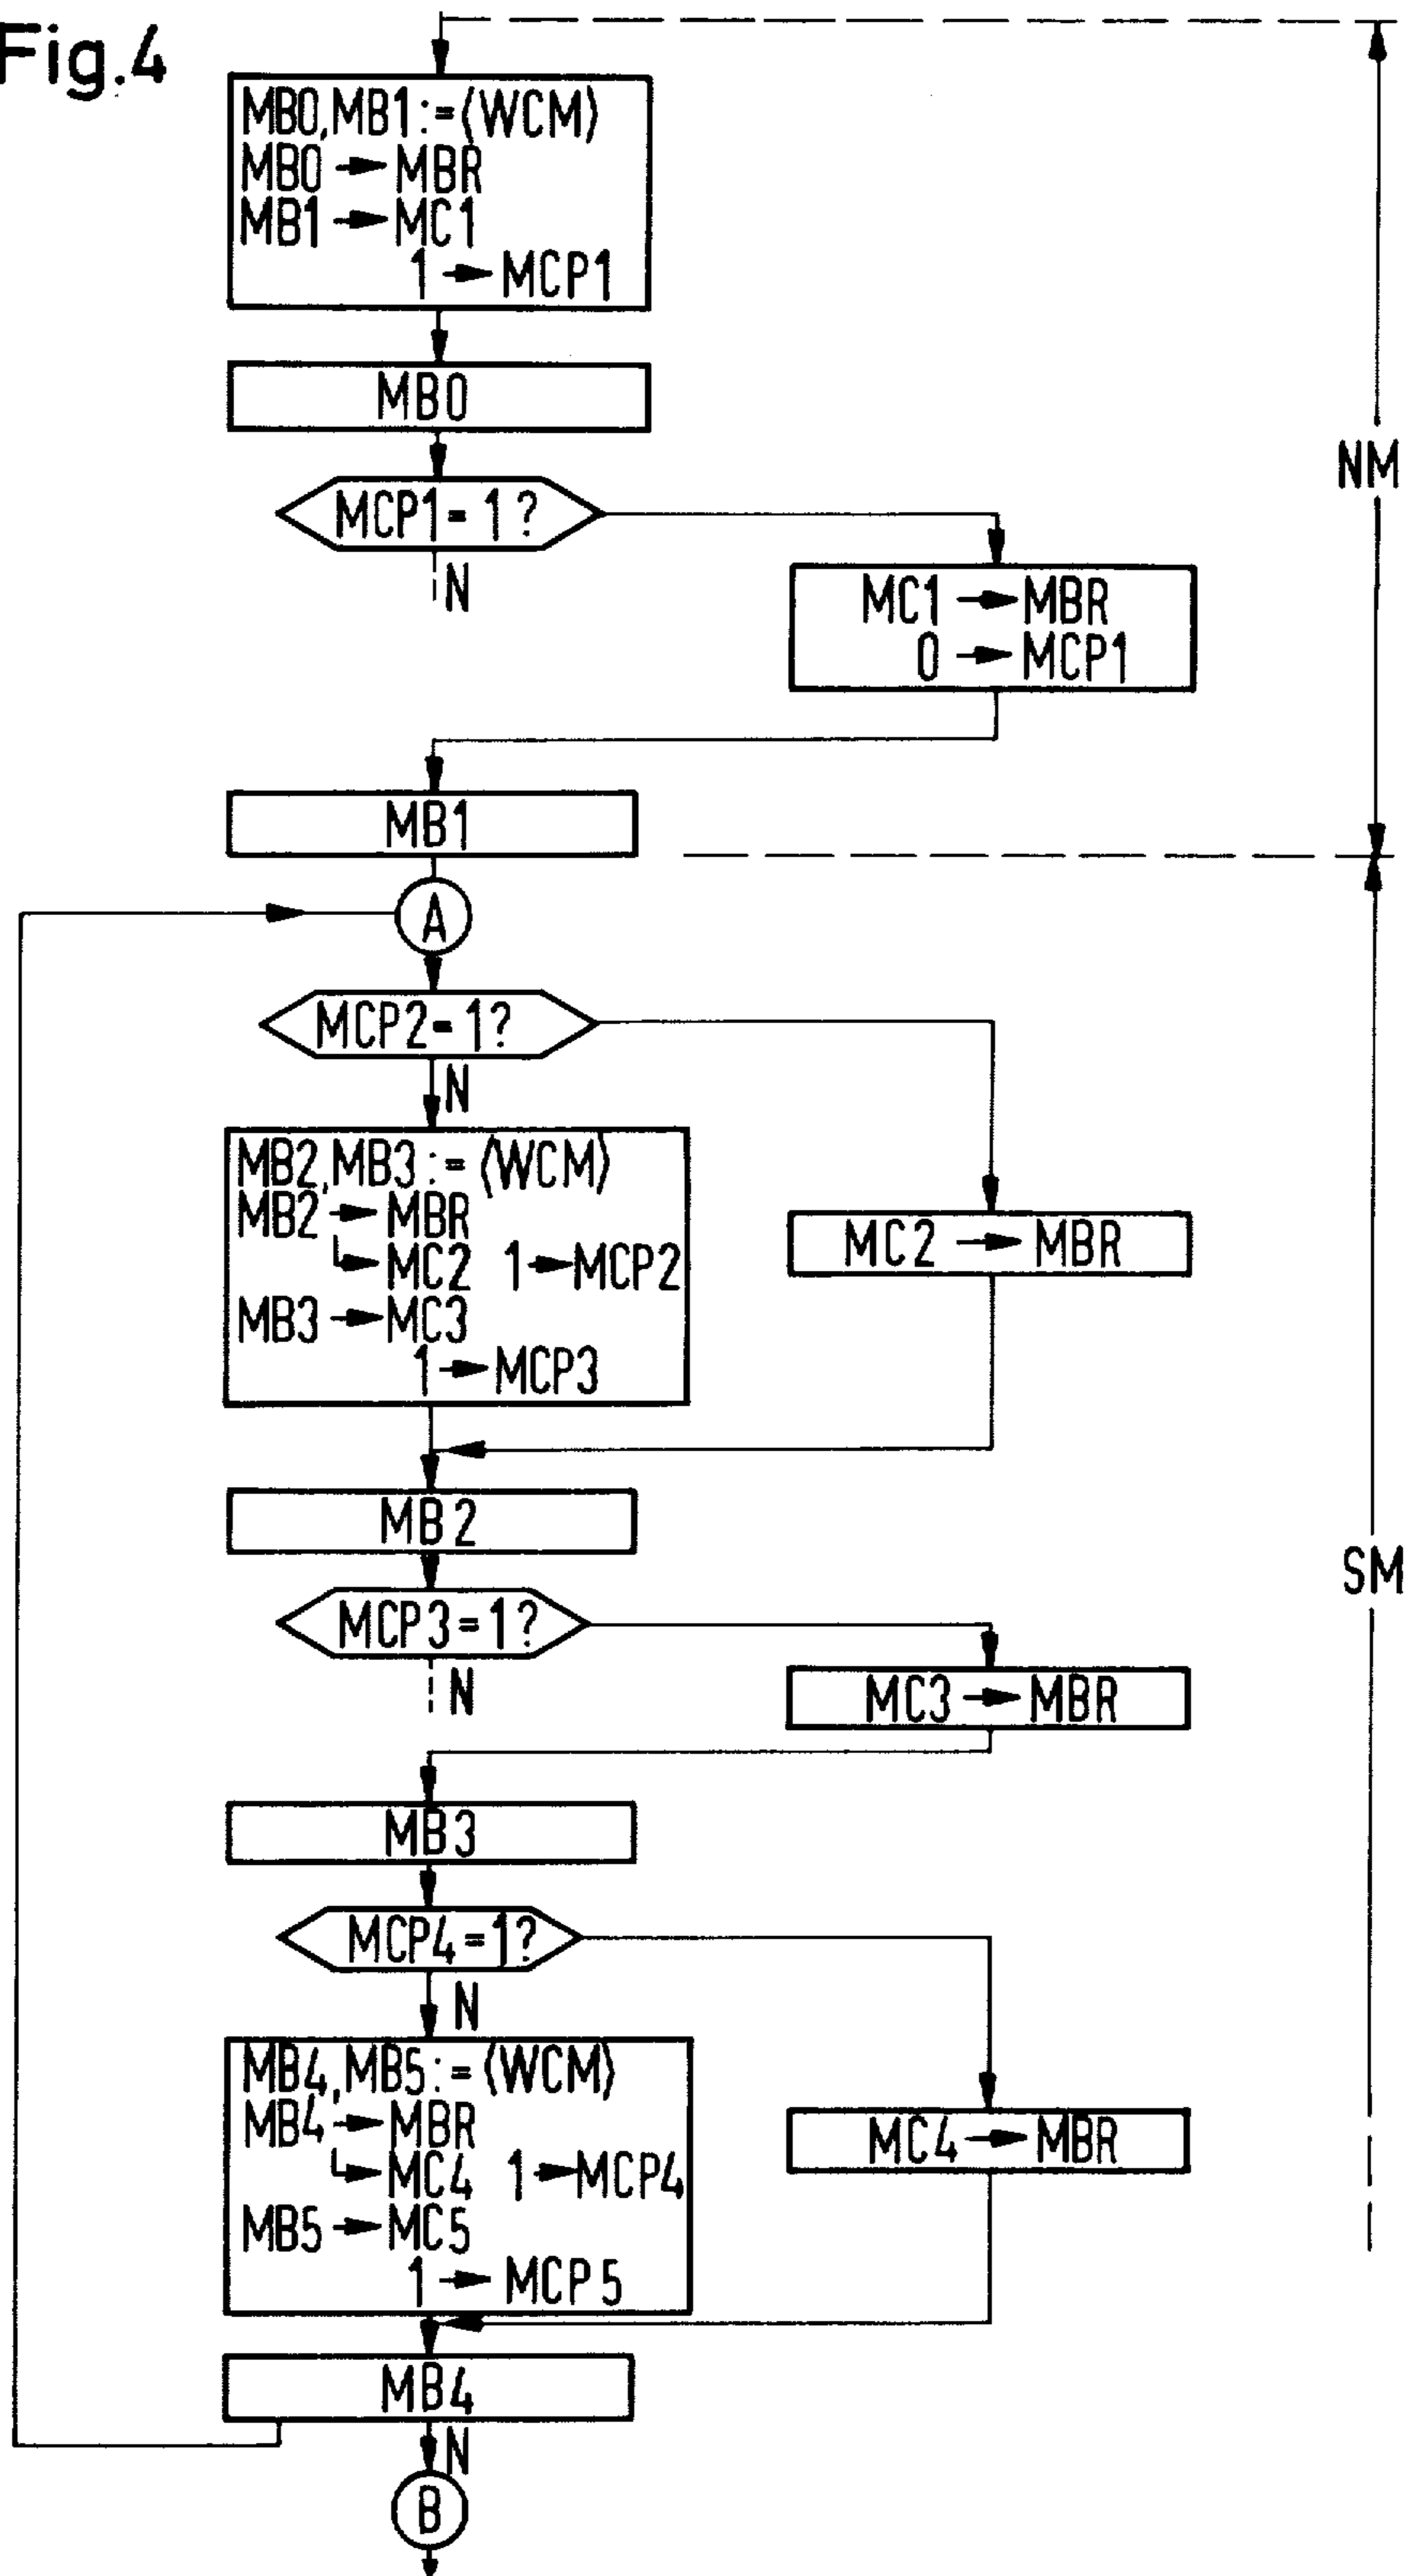 Fig.4
MB0,MB1:=⟨WCM⟩
MB0 → MBR
MB1 → MC1
1 → MCP1
MB0
MCP1=1?
N
NM
MC1 → MBR
0 → MCP1
MB1
A
MCP2=1?
N
MB2,MB3:=⟨WCM⟩
MB2 → MBR
→ MC2 1 → MCP2
MB3 → MC3
1 → MCP3
MC2 → MBR
MB2
SM
MCP3=1?
N
MC3 → MBR
MB3
MCP4=1?
N
MB4,MB5:=⟨WCM⟩
MB4 → MBR
→ MC4 1 → MCP4
MB5 → MC5
1 → MCP5
MC4 → MBR
MB4
N
B